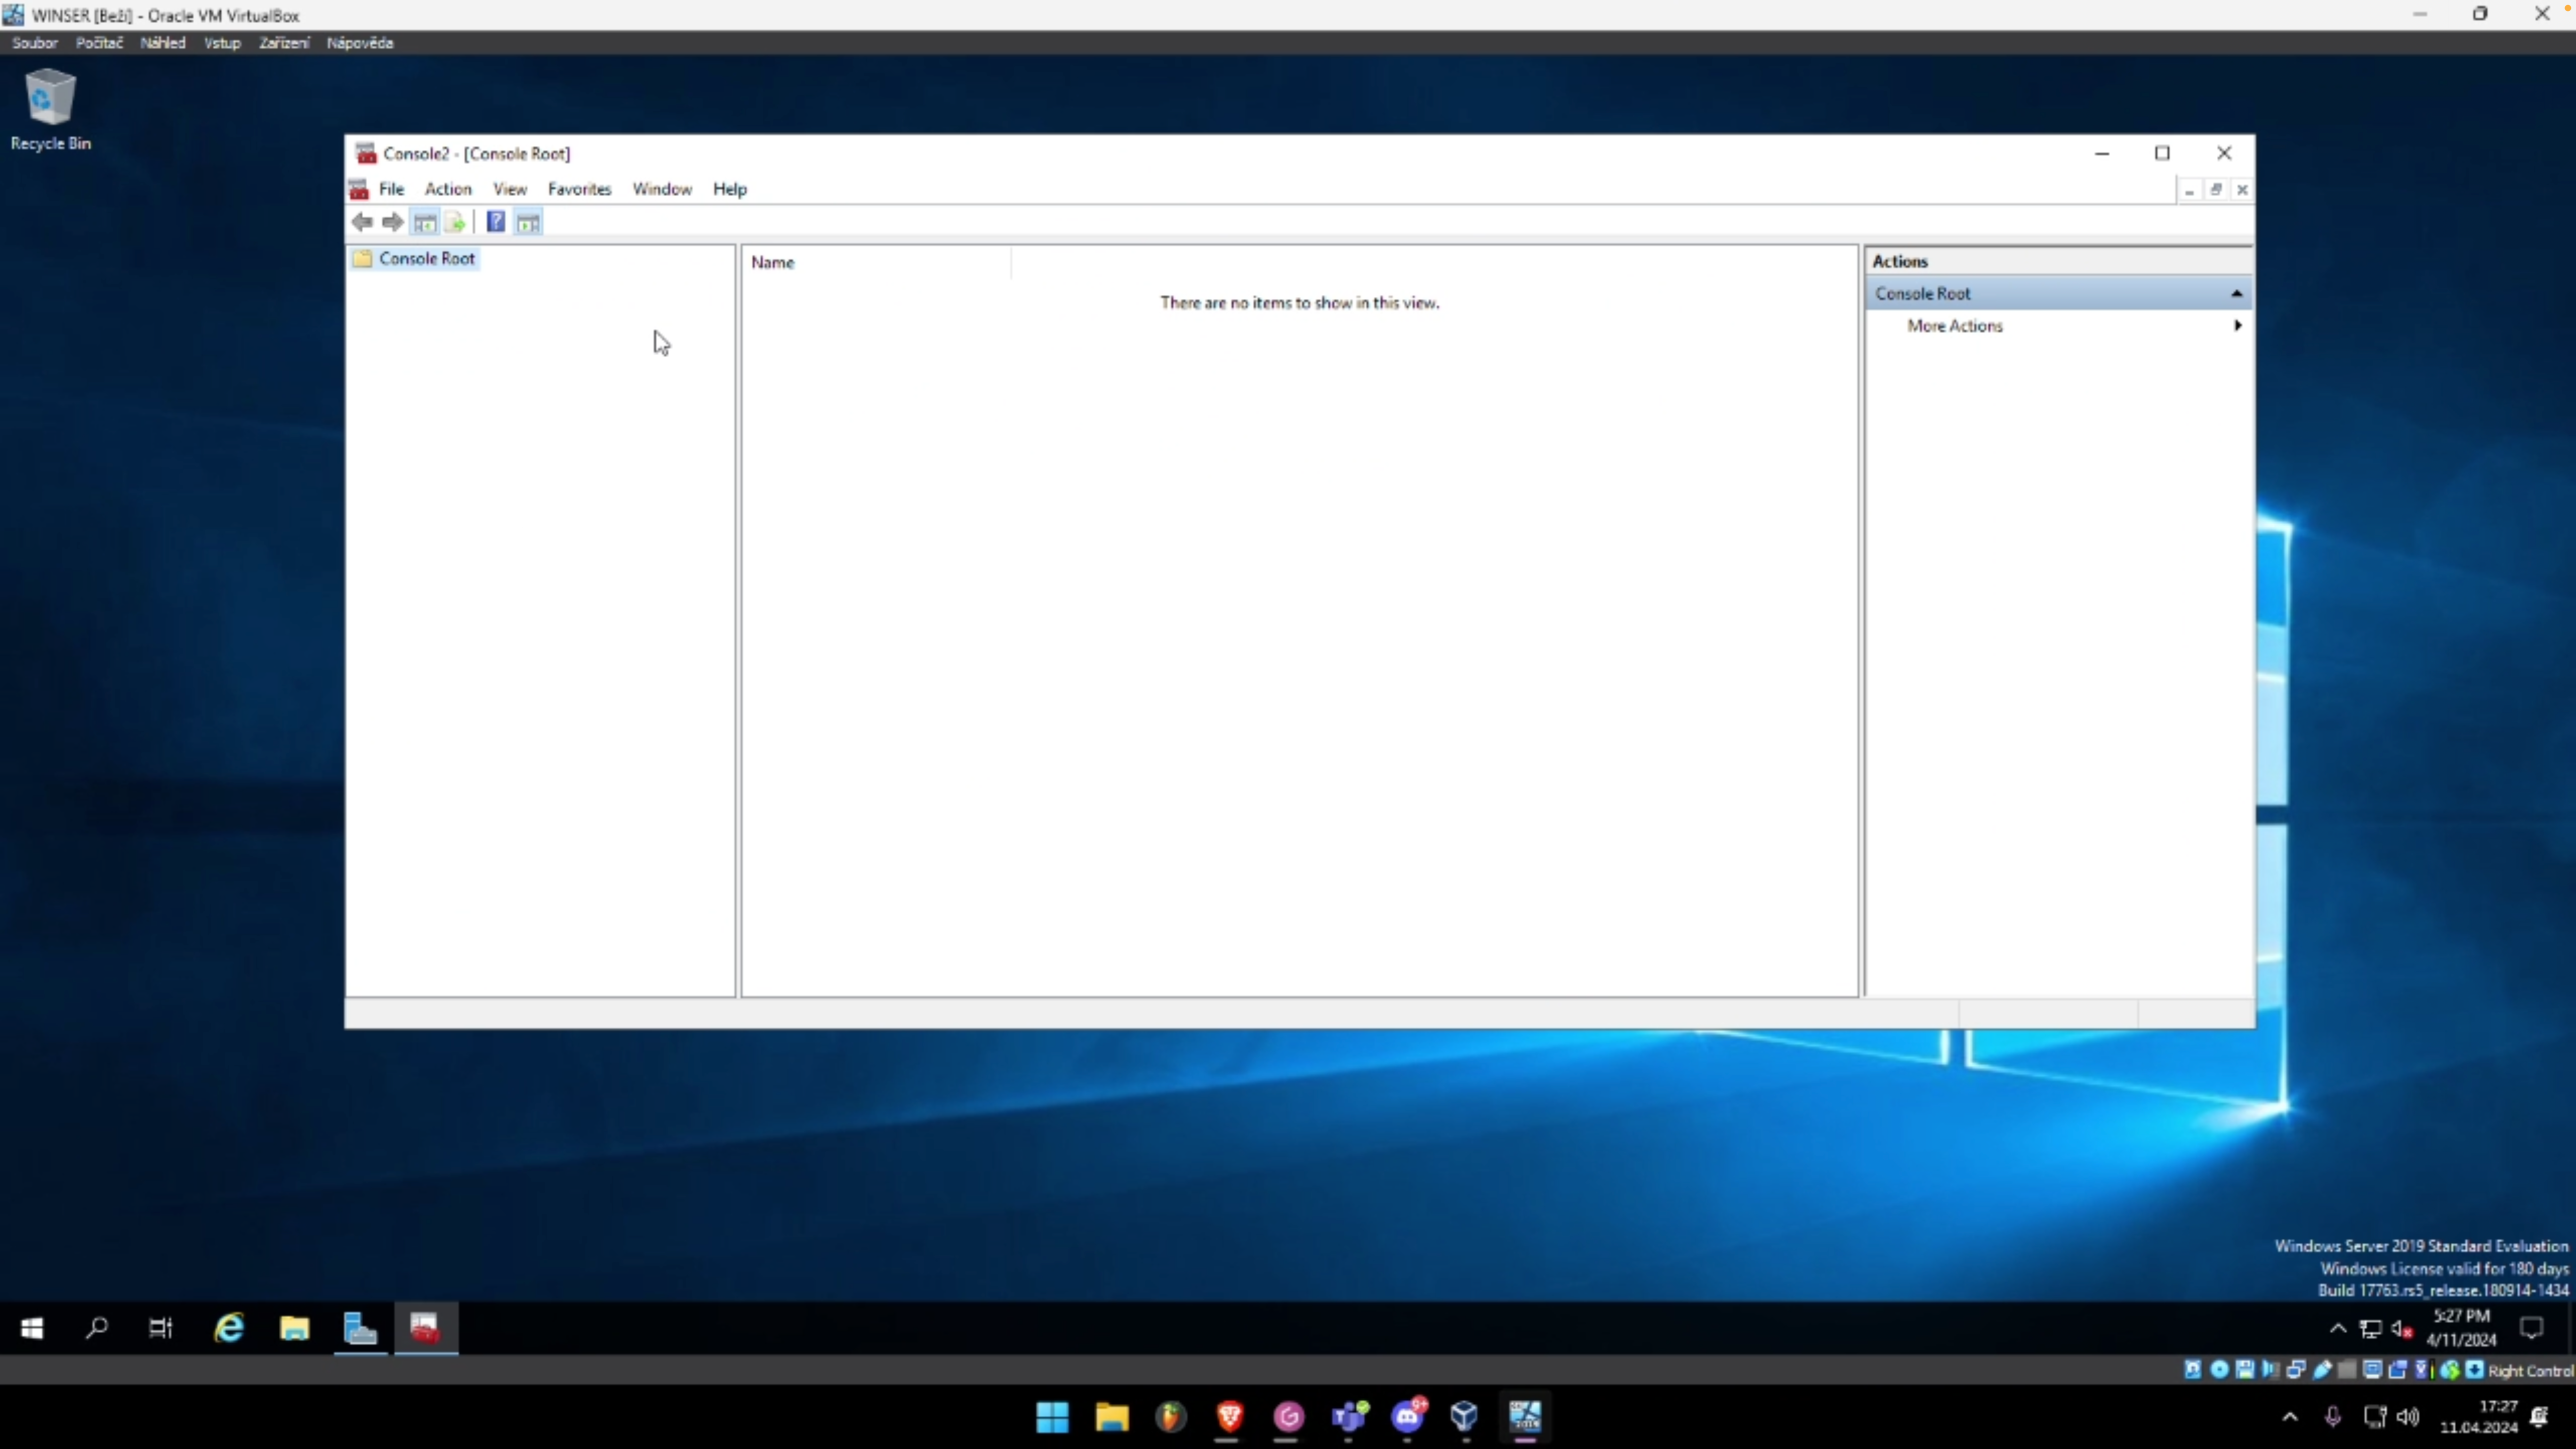 WINSER [Beží] - Oracle VM VirtualBox
Soubor Počítač Náhled Vstup Zařízení Nápověda
Recycle Bin
Console2 - [Console Root]
File Action View Favorites Window Help
Console Root
Name
There are no items to show in this view.
Actions
Console Root
More Actions
Windows Server 2019 Standard Evaluation
Windows License valid for 180 days
Build 17763.rs5_release.180914-1434
5:27 PM
4/11/2024
Right Control
9+
2019
17:27
11.04.2024